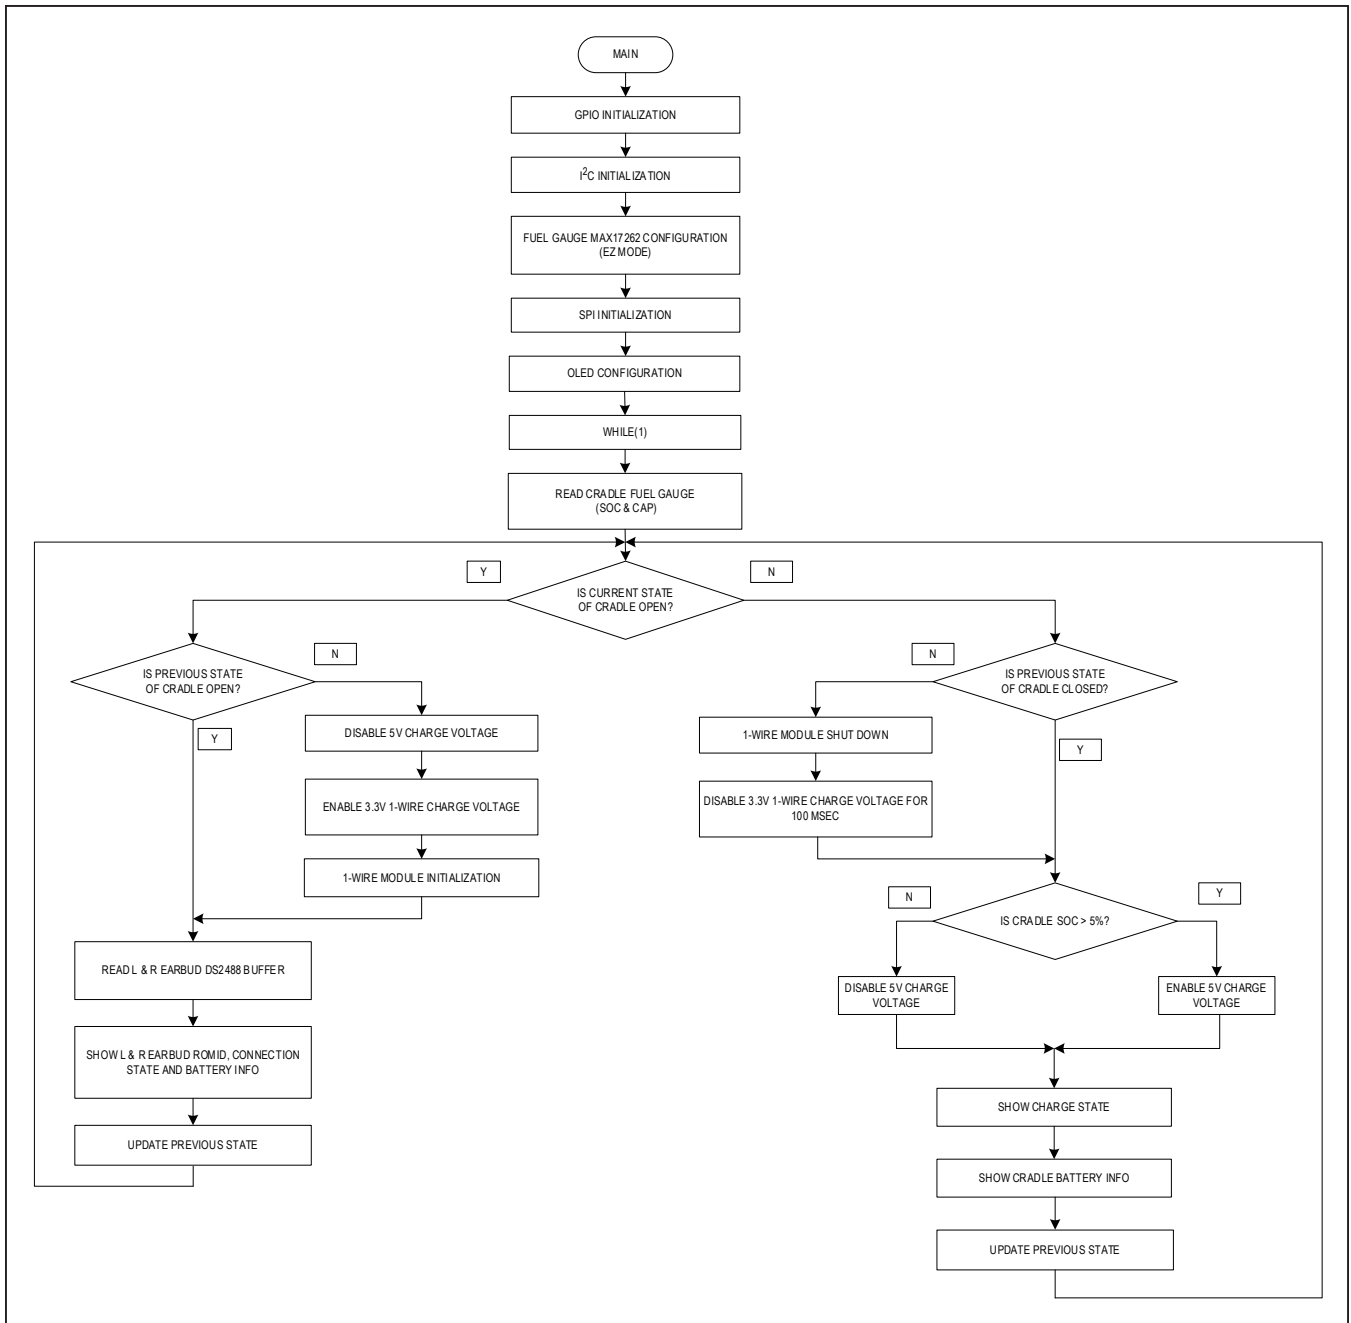 MAIN
GPIO INITIALIZATION
I²C INITIALIZATION
FUEL GAUGE MAX17262 CONFIGURATION
(EZ MODE)
SPI INITIALIZATION
OLED CONFIGURATION
WHILE(1)
READ CRADLE FUEL GAUGE
(SOC & CAP)
Y
N
IS CURRENT STATE
OF CRADLE OPEN?
IS PREVIOUS STATE
OF CRADLE OPEN?
N
Y
DISABLE 5V CHARGE VOLTAGE
ENABLE 3.3V 1-WIRE CHARGE VOLTAGE
1-WIRE MODULE INITIALIZATION
READ L & R EARBUD DS2488 BUFFER
SHOW L & R EARBUD ROMID, CONNECTION
STATE AND BATTERY INFO
UPDATE PREVIOUS STATE
N
IS PREVIOUS STATE
OF CRADLE CLOSED?
Y
1-WIRE MODULE SHUT DOWN
DISABLE 3.3V 1-WIRE CHARGE VOLTAGE FOR
100 MSEC
N
Y
IS CRADLE SOC > 5%?
DISABLE 5V CHARGE
VOLTAGE
ENABLE 5V CHARGE
VOLTAGE
SHOW CHARGE STATE
SHOW CRADLE BATTERY INFO
UPDATE PREVIOUS STATE